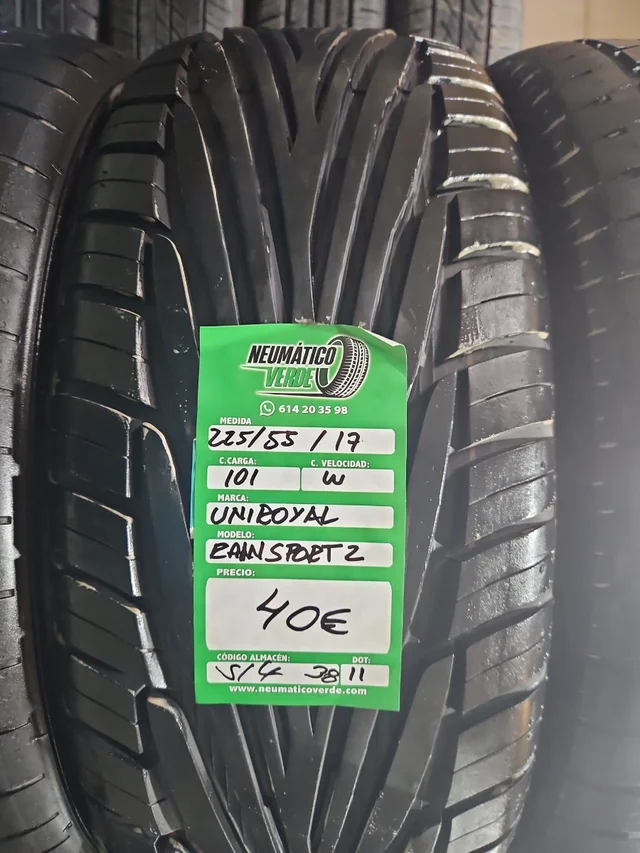 NEUMÁTICO
VERDE
614 20 35 98
MEDIDA
225/55/17
C.CARGA: C. VELOCIDAD:
101 W
MARCA:
UNIROYAL
MODELO:
RAINSPORT 2
PRECIO:
40€
CÓDIGO ALMACÉN: DOT:
S/4 38 11
www.neumaticoverde.com